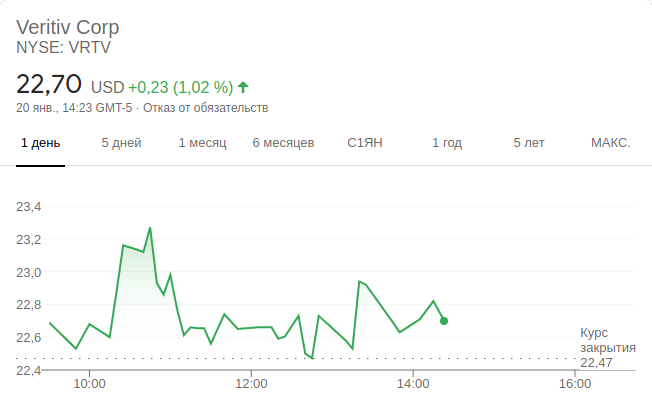 Veritiv Corp
NYSE: VRTV
22,70 USD +0,23 (1,02 %)
20 янв., 14:23 GMT-5 · Отказ от обязательств
1 день 5 дней 1 месяц 6 месяцев С1ЯН 1 год 5 лет МАКС.
23,4
23,2
23,0
22,8
22,6
22,4
Курс
закрытия
22,47
10:00 12:00 14:00 16:00